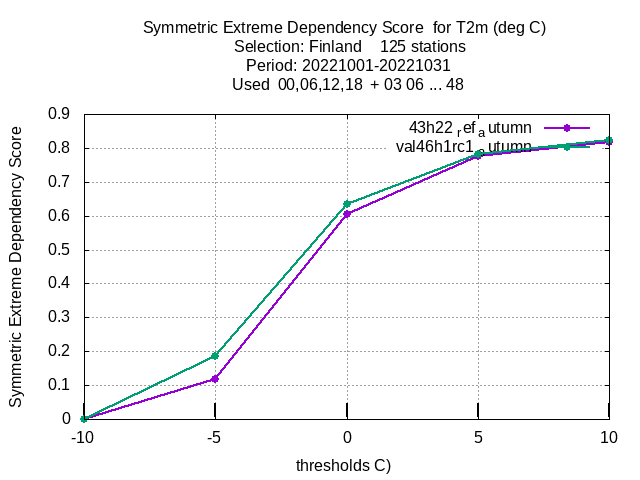 Symmetric Extreme Dependency Score for T2m (deg C)
Selection: Finland 125 stations
Period: 20221001-20221031
Used 00,06,12,18 + 03 06 ... 48
Symmetric Extreme Dependency Score
0.9
0.8
0.7
0.6
0.5
0.4
0.3
0.2
0.1
0
43h22 ref autumn
val46h1rc1 autumn
-10
-5
0
5
10
thresholds C)